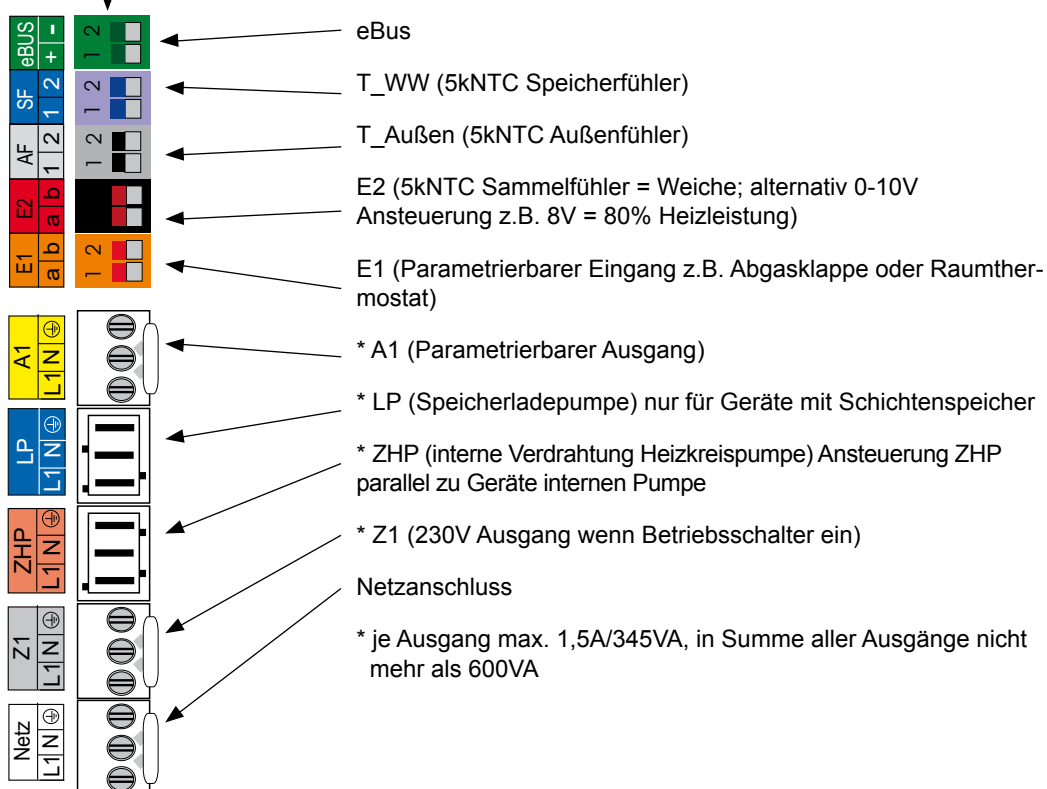 eBUS
+ -
1 2
eBus
SF
1 2
1 2
T_WW (5kNTC Speicherfühler)
AF
1 2
1 2
T_Außen (5kNTC Außenfühler)
E2
a b
E2 (5kNTC Sammelfühler = Weiche; alternativ 0-10V
Ansteuerung z.B. 8V = 80% Heizleistung)
E1
a b
1 2
E1 (Parametrierbarer Eingang z.B. Abgasklappe oder Raumther-
mostat)
A1
L1 N
* A1 (Parametrierbarer Ausgang)
LP
L1 N
* LP (Speicherladepumpe) nur für Geräte mit Schichtenspeicher
ZHP
L1 N
* ZHP (interne Verdrahtung Heizkreispumpe) Ansteuerung ZHP
parallel zu Geräte internen Pumpe
Z1
L1 N
* Z1 (230V Ausgang wenn Betriebsschalter ein)
Netz
L1 N
Netzanschluss
* je Ausgang max. 1,5A/345VA, in Summe aller Ausgänge nicht
mehr als 600VA